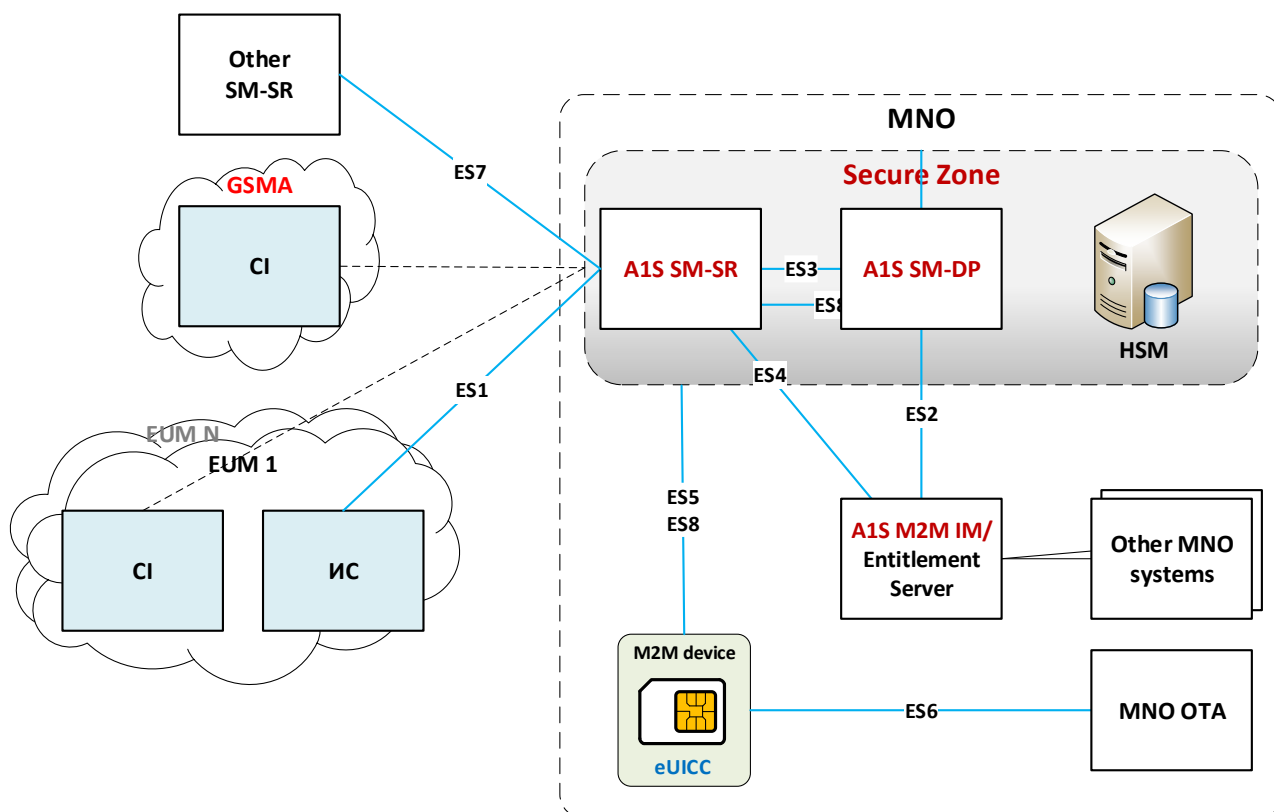 Other
SM-SR
MNO
Secure Zone
ES7
GSMA
CI
A1S SM-SR
ES3
A1S SM-DP
ES8
HSM
ES4
ES1
ES2
EUM N
EUM 1
ES5
ES8
CI
ИС
A1S M2M IM/
Entitlement
Server
Other MNO
systems
M2M device
eUICC
ES6
MNO OTA